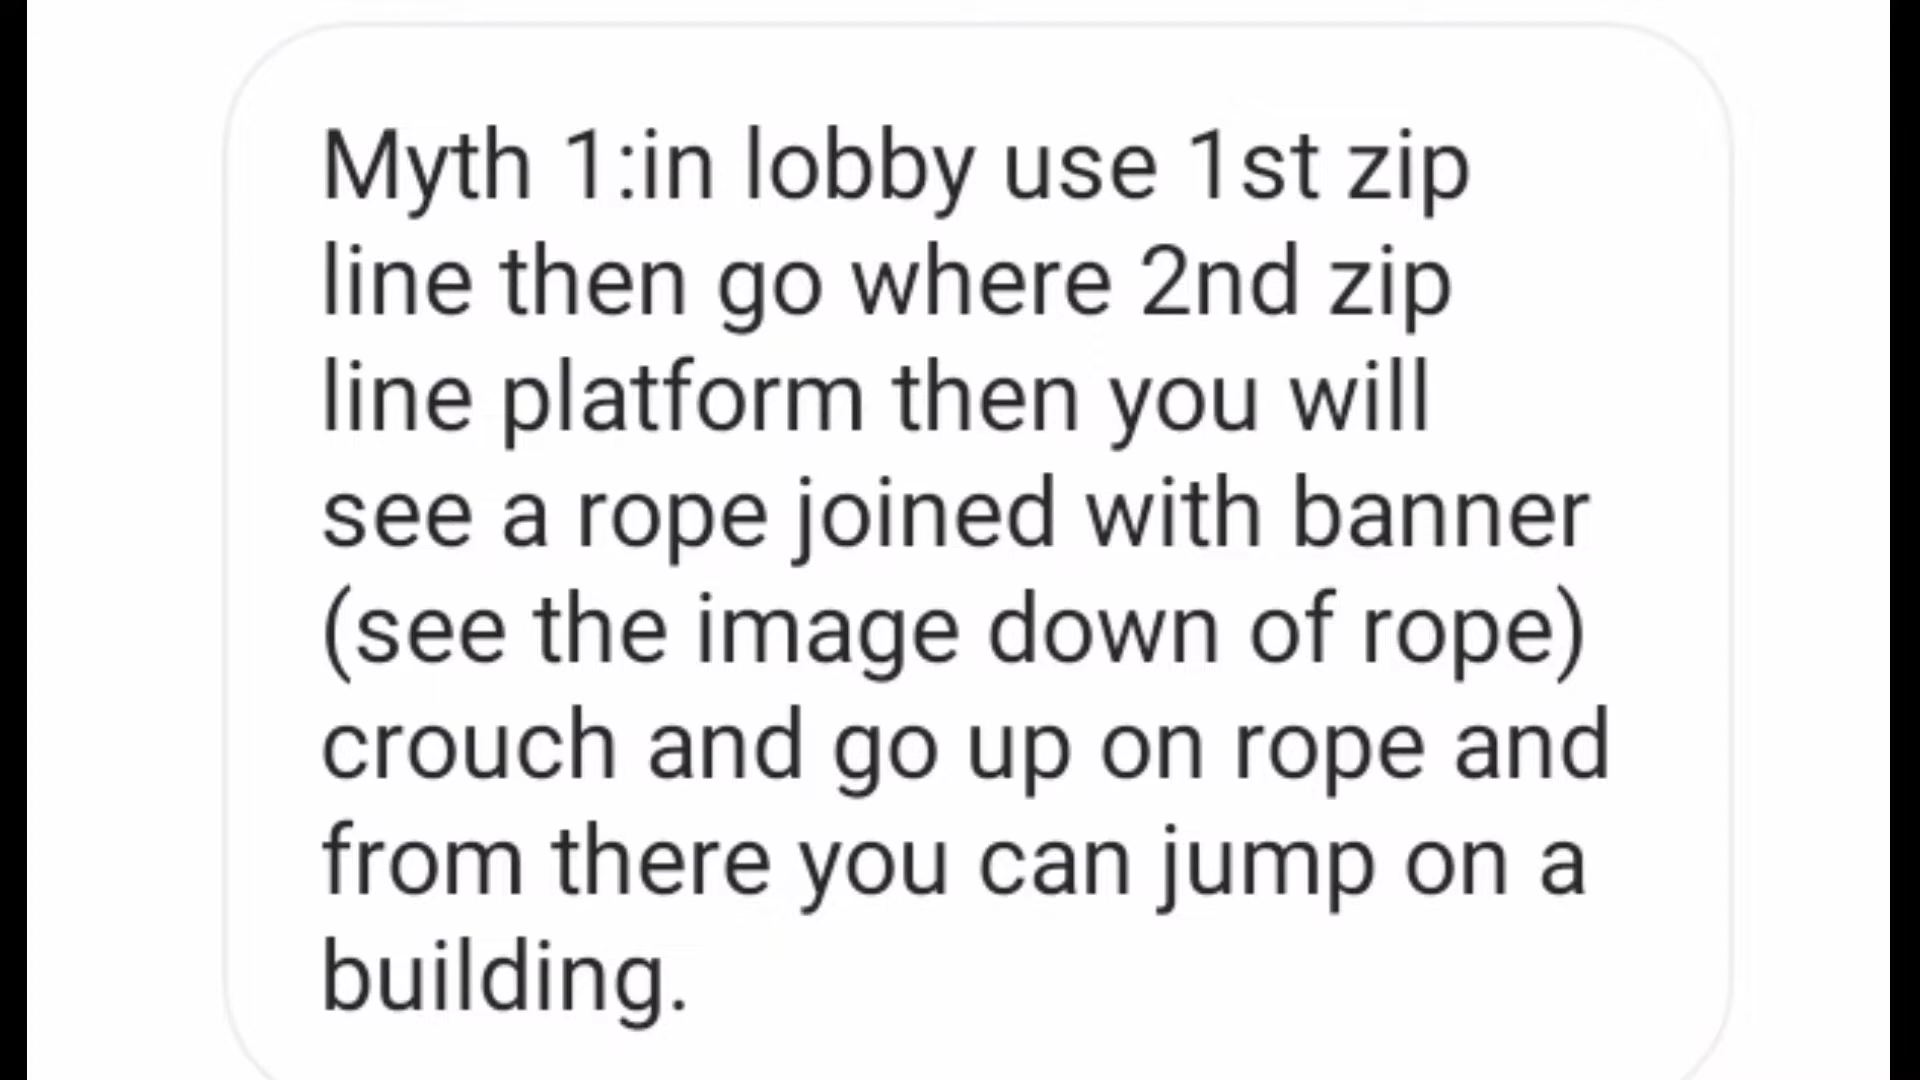 Myth 1:in lobby use 1st zip
line then go where 2nd zip
line platform then you will
see a rope joined with banner
(see the image down of rope)
crouch and go up on rope and
from there you can jump on a
building.